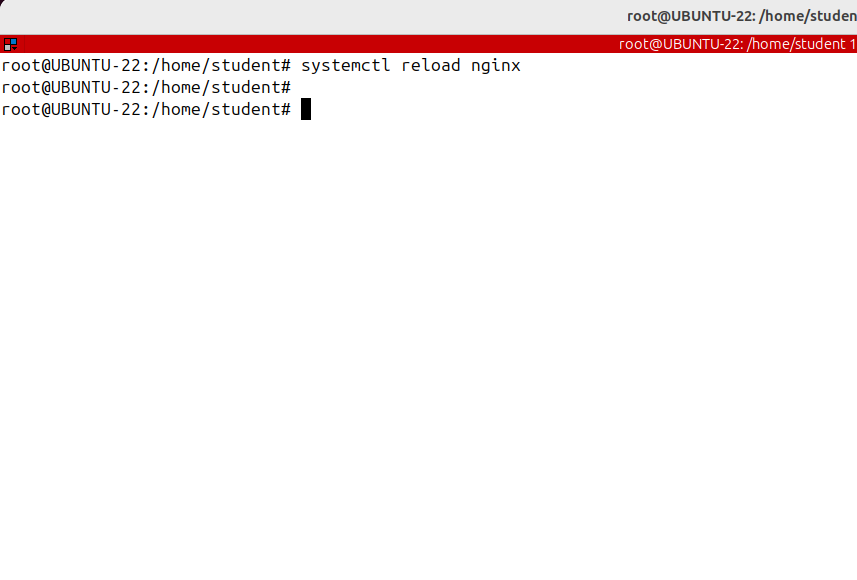 root@UBUNTU-22: /home/studen
root@UBUNTU-22: /home/student 1
root@UBUNTU-22:/home/student# systemctl reload nginx
root@UBUNTU-22:/home/student#
root@UBUNTU-22:/home/student#